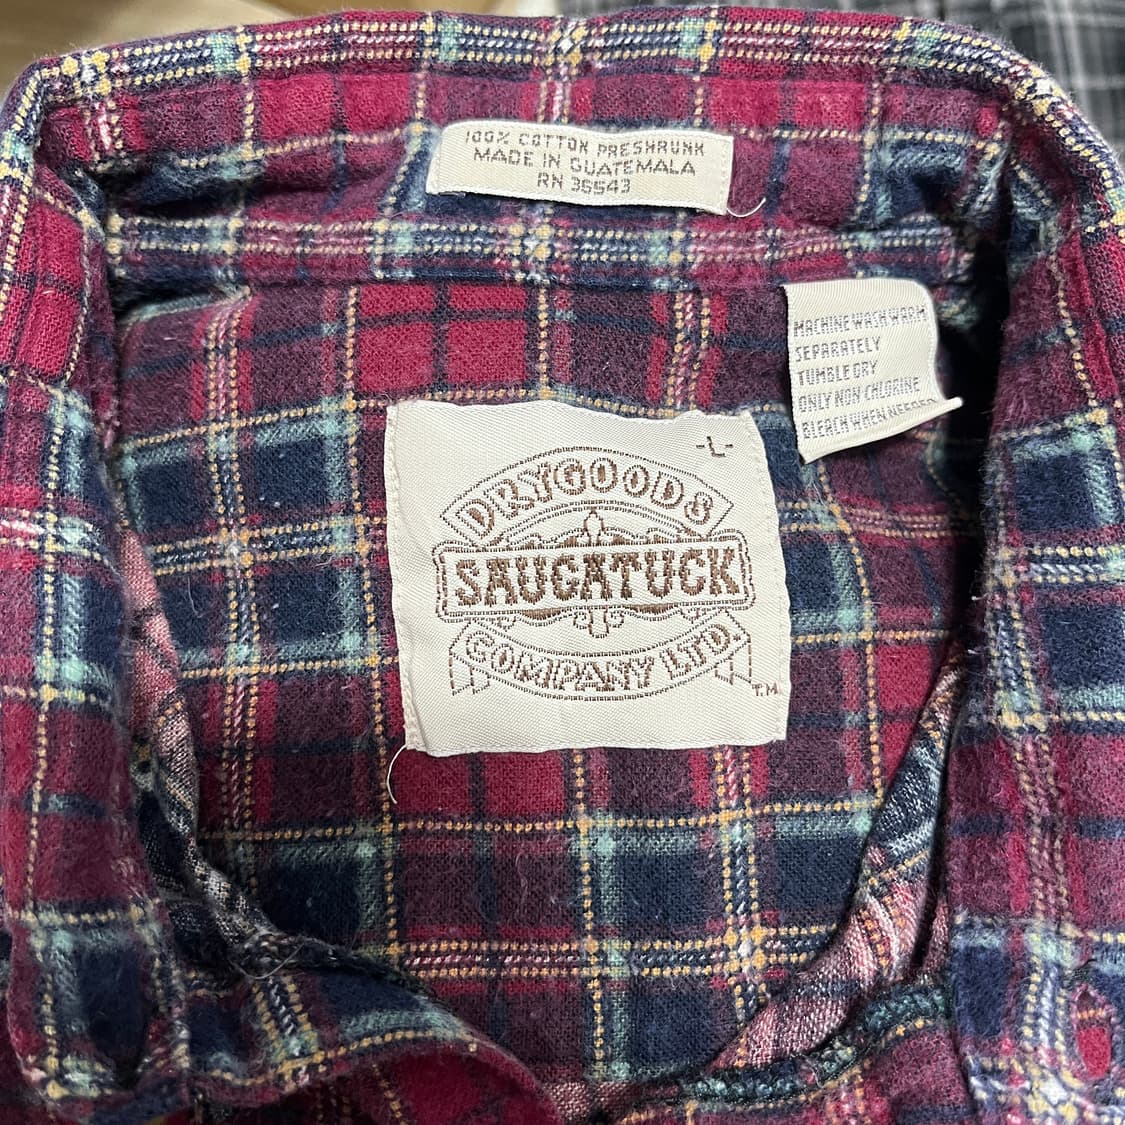 100% COTTON PRESHRUNK
MADE IN GUATEMALA
RN 36543
MACHINE WASH WARM
SEPARATELY
TUMBLE DRY
ONLY NON-CHLORINE
BLEACH WHEN NEEDED
-L-
DRYGOODS
SAUGATUCK
COMPANY LTD.
T.M.